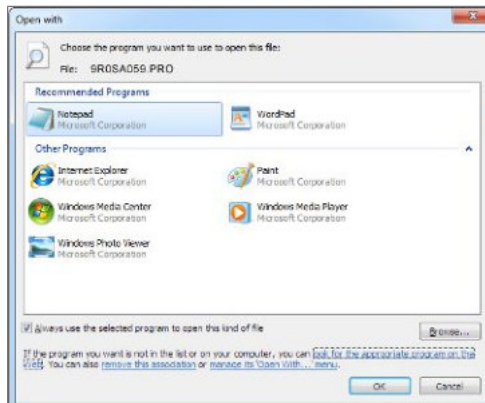 Open with
Choose the program you want to use to open this file:
File: 9R0SA059.PRO
Recommended Programs
Notepad
Microsoft Corporation
WordPad
Microsoft Corporation
Other Programs
Internet Explorer
Microsoft Corporation
Paint
Microsoft Corporation
Windows Media Center
Microsoft Corporation
Windows Media Player
Microsoft Corporation
Windows Photo Viewer
Microsoft Corporation
Always use the selected program to open this kind of file
Browse...
If the program you want is not in the list or on your computer, you can look for the appropriate program on the
Web. You can also remove this association or manage its 'Open With...' menu.
OK
Cancel